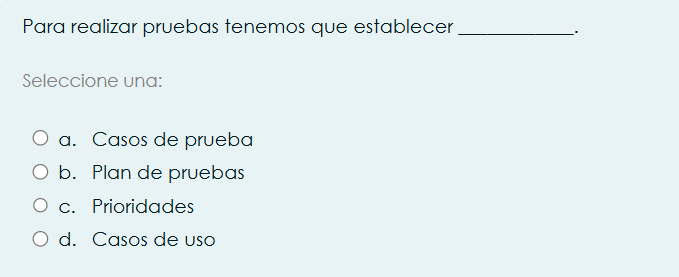 Para realizar pruebas tenemos que establecer ____________.
Seleccione una:
a. Casos de prueba
b. Plan de pruebas
c. Prioridades
d. Casos de uso